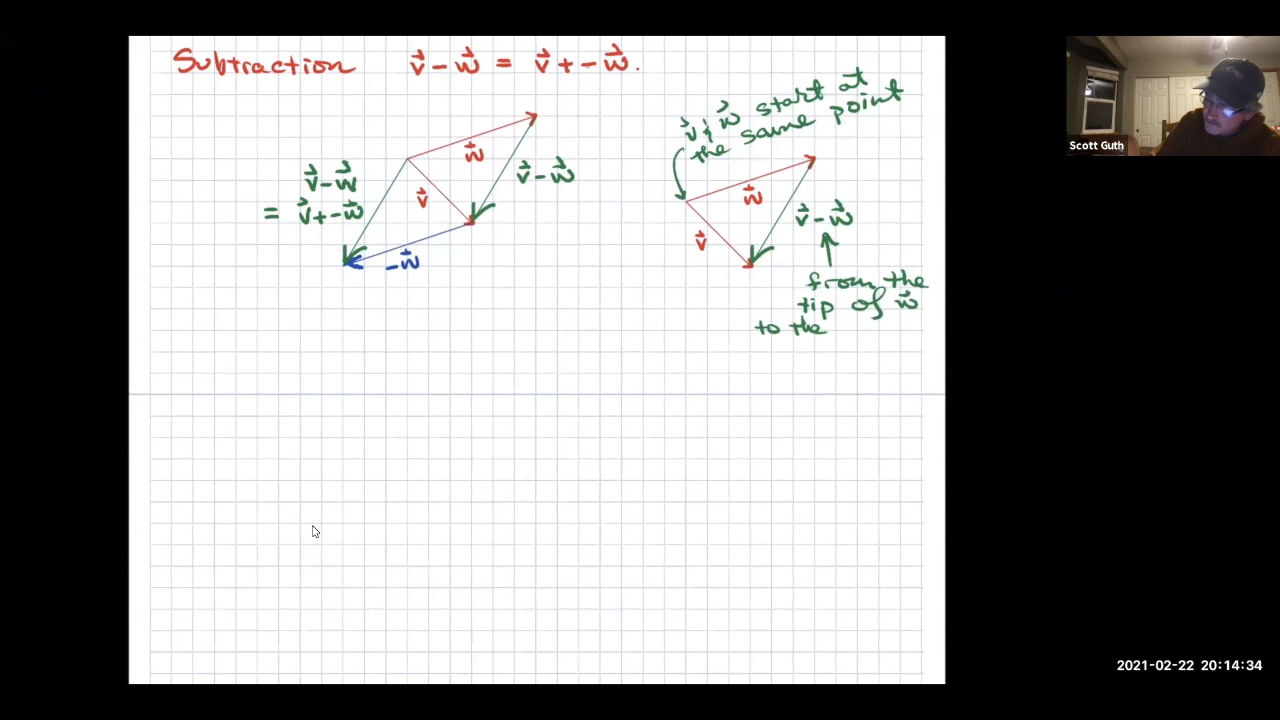 Subtraction v⃗ - w⃗ = v⃗ + - w⃗.
v⃗ - w⃗
= v⃗ + - w⃗
w⃗
v⃗
v⃗ - w⃗
- w⃗
v⃗ & w⃗ start at
the same point
w⃗
v⃗
v⃗ - w⃗
from the
tip of w⃗
to the
Scott Guth
2021-02-22 20:14:34